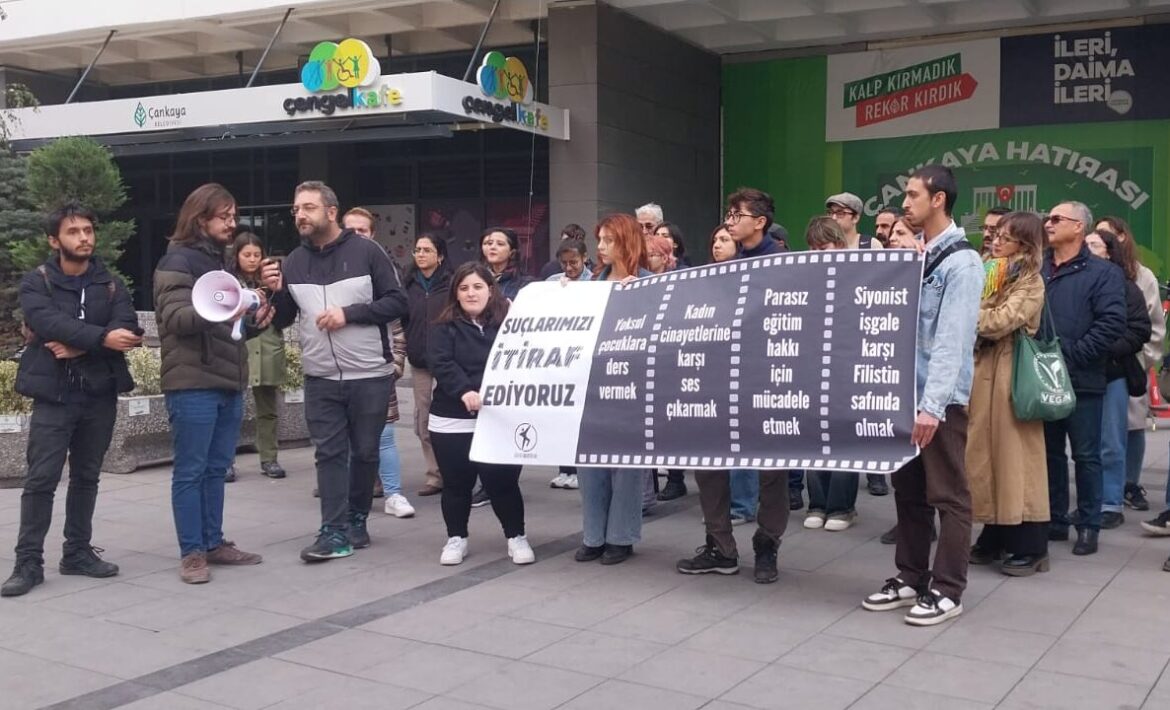 Çankaya
BELEDİYESİ
çengelkafe
çengelkafe
KALP KIRMADIK
REKOR KIRDIK
İLERİ,
DAİMA
İLERİ
ÇANKAYA HATIRASI
SUÇLARIMIZI
İTİRAF
EDİYORUZ
Yoksul
çocuklara
ders
vermek
Kadın
cinayetlerine
karşı
ses
çıkarmak
Parasız
eğitim
hakkı
için
mücadele
etmek
Siyonist
işgale
karşı
Filistin
safında
olmak
VEGAN